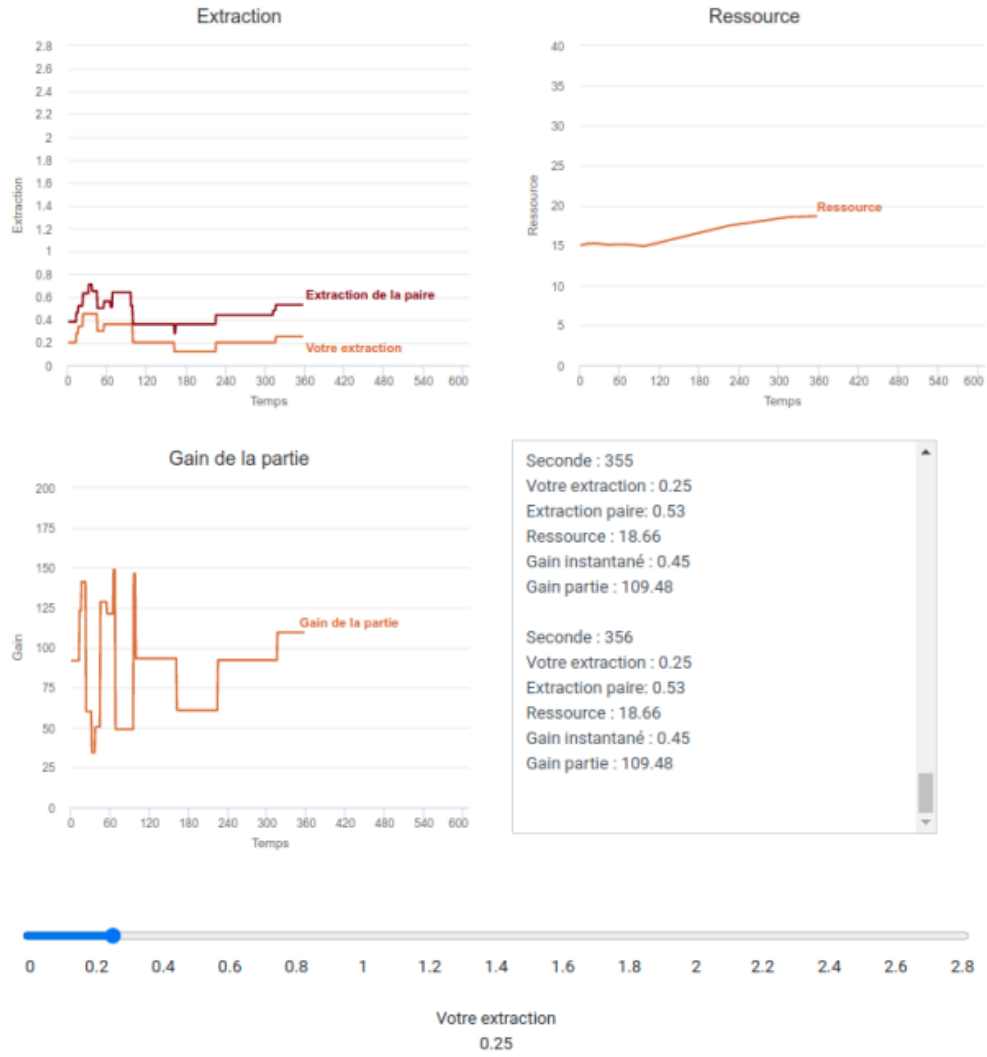 Extraction
2.8
2.6
2.4
2.2
2
1.8
1.6
1.4
1.2
1
0.8
0.6
0.4
0.2
0
Extraction
Extraction de la paire
Votre extraction
0 60 120 180 240 300 360 420 480 540 600
Temps
Ressource
40
35
30
25
20
15
10
5
0
Ressource
Ressource
0 60 120 180 240 300 360 420 480 540 600
Temps
Gain de la partie
200
175
150
125
100
75
50
25
0
Gain
Gain de la partie
0 60 120 180 240 300 360 420 480 540 600
Temps
Seconde : 355
Votre extraction : 0.25
Extraction paire: 0.53
Ressource : 18.66
Gain instantané : 0.45
Gain partie : 109.48
Seconde : 356
Votre extraction : 0.25
Extraction paire: 0.53
Ressource : 18.66
Gain instantané : 0.45
Gain partie : 109.48
0 0.2 0.4 0.6 0.8 1 1.2 1.4 1.6 1.8 2 2.2 2.4 2.6 2.8
Votre extraction
0.25